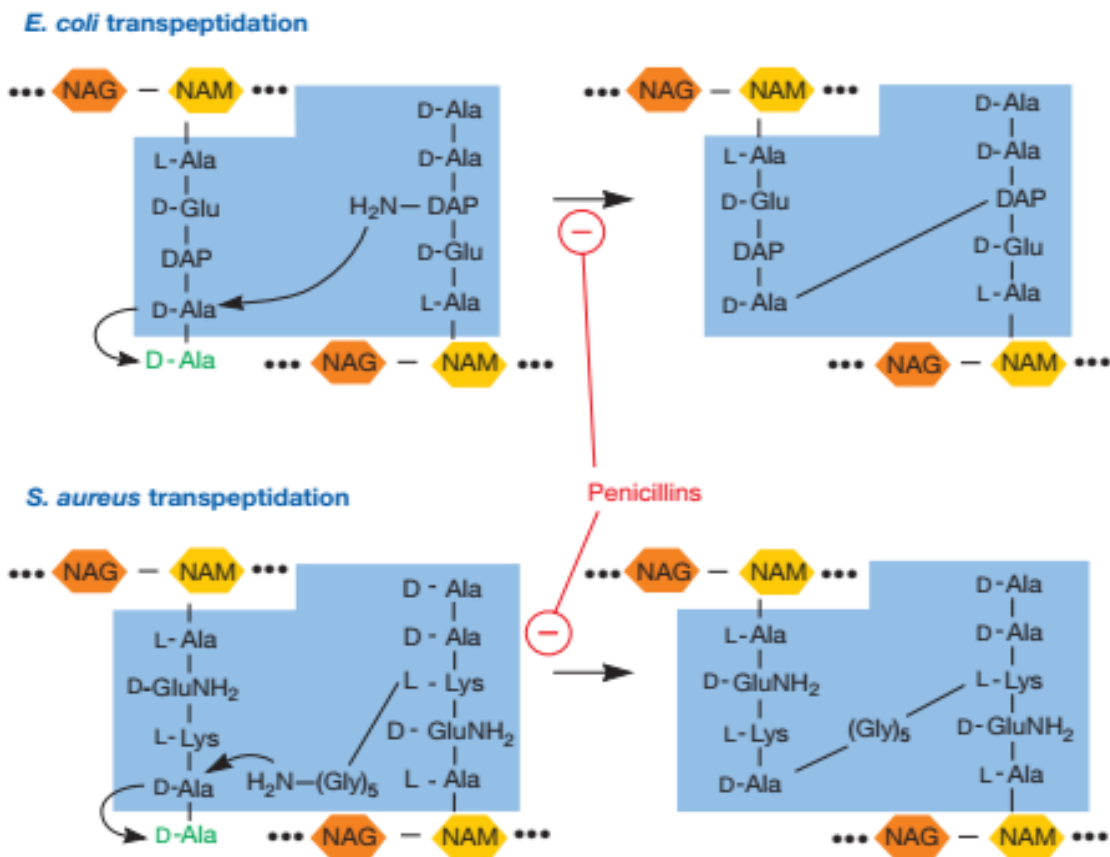 E. coli transpeptidation
••• NAG – NAM •••
L-Ala
D-Glu
DAP
D-Ala
D-Ala
D-Ala
D-Ala
H₂N – DAP
D-Glu
L-Ala
••• NAG – NAM •••
••• NAG – NAM •••
L-Ala
D-Glu
DAP
D-Ala
D-Ala
D-Ala
DAP
D-Glu
L-Ala
••• NAG – NAM •••
−
Penicillins
−
S. aureus transpeptidation
••• NAG – NAM •••
L-Ala
D-GluNH₂
L-Lys
D-Ala
D-Ala
D - Ala
D - Ala
L - Lys
D - GluNH₂
L - Ala
H₂N–(Gly)₅
••• NAG – NAM •••
••• NAG – NAM •••
L-Ala
D-GluNH₂
L-Lys
D-Ala
(Gly)₅
D-Ala
D-Ala
L-Lys
D-GluNH₂
L-Ala
••• NAG – NAM •••